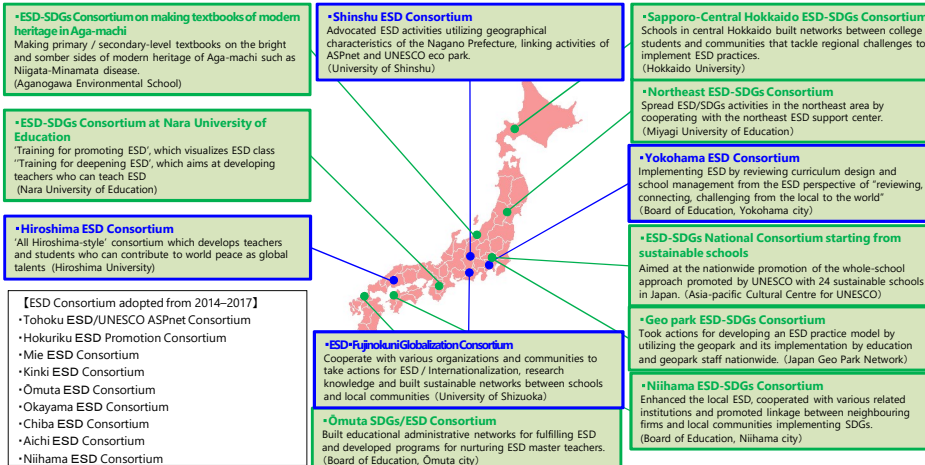 ・ESD-SDGs Consortium on making textbooks of modern
heritage in Aga-machi
Making primary / secondary-level textbooks on the bright
and somber sides of modern heritage of Aga-machi such as
Niigata-Minamata disease.
(Aganogawa Environmental School)
・ESD-SDGs Consortium at Nara University of
Education
'Training for promoting ESD', which visualizes ESD class
''Training for deepening ESD', which aims at developing
teachers who can teach ESD
(Nara University of Education)
・Hiroshima ESD Consortium
'All Hiroshima-style' consortium which develops teachers
and students who can contribute to world peace as global
talents (Hiroshima University)
【ESD Consortium adopted from 2014–2017】
・Tohoku ESD/UNESCO ASPnet Consortium
・Hokuriku ESD Promotion Consortium
・Mie ESD Consortium
・Kinki ESD Consortium
・Ōmuta ESD Consortium
・Okayama ESD Consortium
・Chiba ESD Consortium
・Aichi ESD Consortium
・Niihama ESD Consortium
・Shinshu ESD Consortium
Advocated ESD activities utilizing geographical
characteristics of the Nagano Prefecture, linking activities of
ASPnet and UNESCO eco park.
(University of Shinshu)
・ESD・Fujinokuni Globalization Consortium
Cooperate with various organizations and communities to
take actions for ESD / Internationalization, research
knowledge and built sustainable networks between schools
and local communities (University of Shizuoka)
・Ōmuta SDGs/ESD Consortium
Built educational administrative networks for fulfilling ESD
and developed programs for nurturing ESD master teachers.
(Board of Education, Ōmuta city)
・Sapporo-Central Hokkaido ESD-SDGs Consortium
Schools in central Hokkaido built networks between college
students and communities that tackle regional challenges to
implement ESD practices.
(Hokkaido University)
・Northeast ESD-SDGs Consortium
Spread ESD/SDGs activities in the northeast area by
cooperating with the northeast ESD support center.
(Miyagi University of Education)
・Yokohama ESD Consortium
Implementing ESD by reviewing curriculum design and
school management from the ESD perspective of "reviewing,
connecting, challenging from the local to the world"
(Board of Education, Yokohama city)
・ESD-SDGs National Consortium starting from
sustainable schools
Aimed at the nationwide promotion of the whole-school
approach promoted by UNESCO with 24 sustainable schools
in Japan. (Asia-pacific Cultural Centre for UNESCO)
・Geo park ESD-SDGs Consortium
Took actions for developing an ESD practice model by
utilizing the geopark and its implementation by education
and geopark staff nationwide. (Japan Geo Park Network)
・Niihama ESD-SDGs Consortium
Enhanced the local ESD, cooperated with various related
institutions and promoted linkage between neighbouring
firms and local communities implementing SDGs.
(Board of Education, Niihama city)